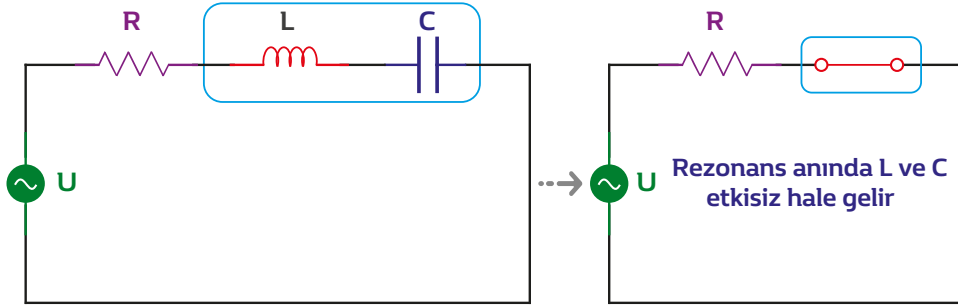 R
L
C
U
R
U
Rezonans anında L ve C
etkisiz hale gelir